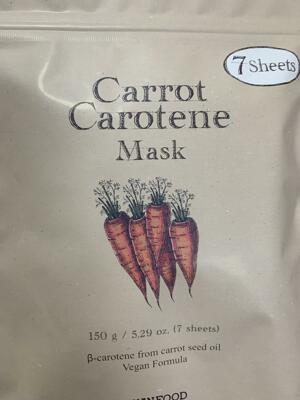 7 Sheets
Carrot
Carotene
Mask
150 g / 5.29 oz. (7 sheets)
β-carotene from carrot seed oil
Vegan Formula